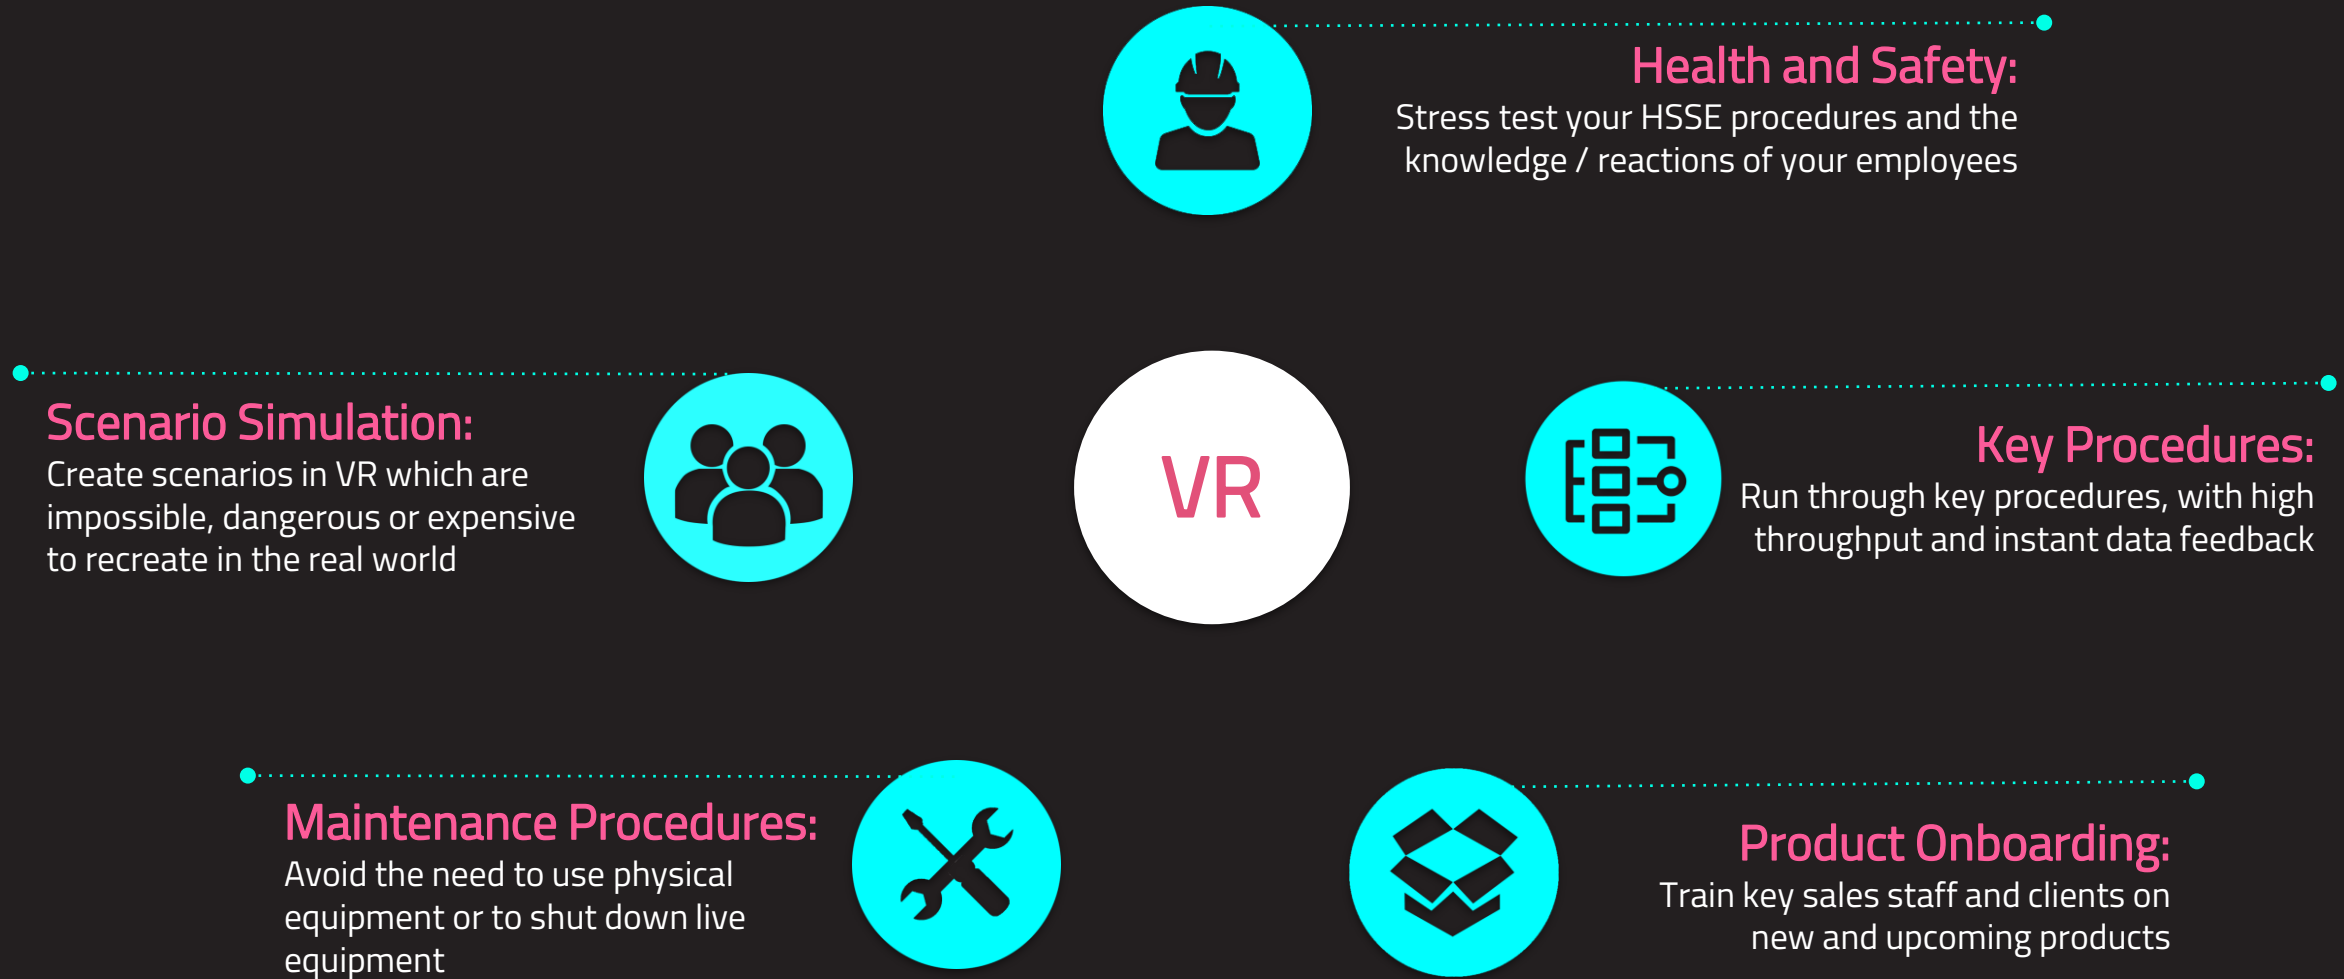 Health and Safety:
Stress test your HSSE procedures and the
knowledge / reactions of your employees
Scenario Simulation:
Create scenarios in VR which are
impossible, dangerous or expensive
to recreate in the real world
VR
Key Procedures:
Run through key procedures, with high
throughput and instant data feedback
Maintenance Procedures:
Avoid the need to use physical
equipment or to shut down live
equipment
Product Onboarding:
Train key sales staff and clients on
new and upcoming products